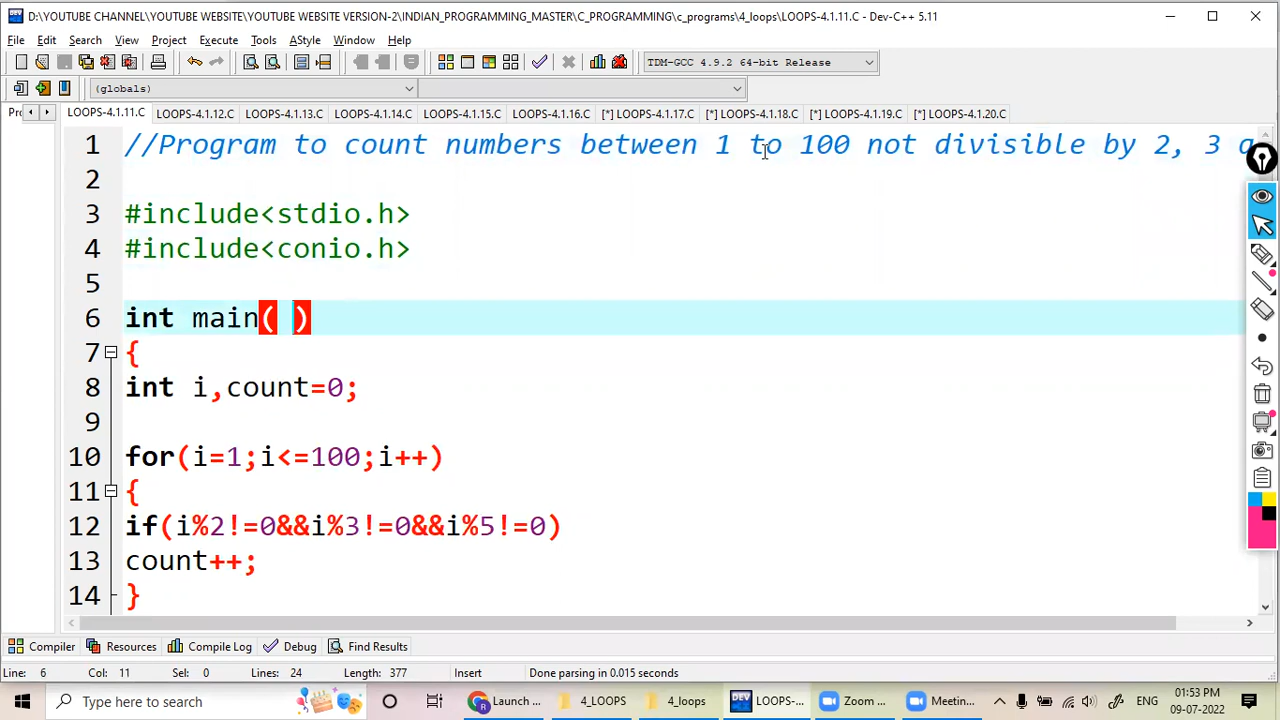 D:\YOUTUBE CHANNEL\YOUTUBE WEBSITE\YOUTUBE WEBSITE VERSION-2\INDIAN_PROGRAMMING_MASTER\C_PROGRAMMING\c_programs\4_loops\LOOPS-4.1.11.C - Dev-C++ 5.11
File Edit Search View Project Execute Tools AStyle Window Help
TDM-GCC 4.9.2 64-bit Release
(globals)
LOOPS-4.1.11.C LOOPS-4.1.12.C LOOPS-4.1.13.C LOOPS-4.1.14.C LOOPS-4.1.15.C LOOPS-4.1.16.C [*] LOOPS-4.1.17.C [*] LOOPS-4.1.18.C [*] LOOPS-4.1.19.C [*] LOOPS-4.1.20.C
1 //Program to count numbers between 1 to 100 not divisible by 2, 3 a
2
3 #include<stdio.h>
4 #include<conio.h>
5
6 int main( )
7 {
8 int i,count=0;
9
10 for(i=1;i<=100;i++)
11 {
12 if(i%2!=0&&i%3!=0&&i%5!=0)
13 count++;
14 }
Compiler Resources Compile Log Debug Find Results
Line: 6 Col: 11 Sel: 0 Lines: 24 Length: 377 Insert Done parsing in 0.015 seconds
Type here to search Launch ... 4_LOOPS 4_loops LOOPS-... Zoom ... Meetin... ENG 01:53 PM
09-07-2022